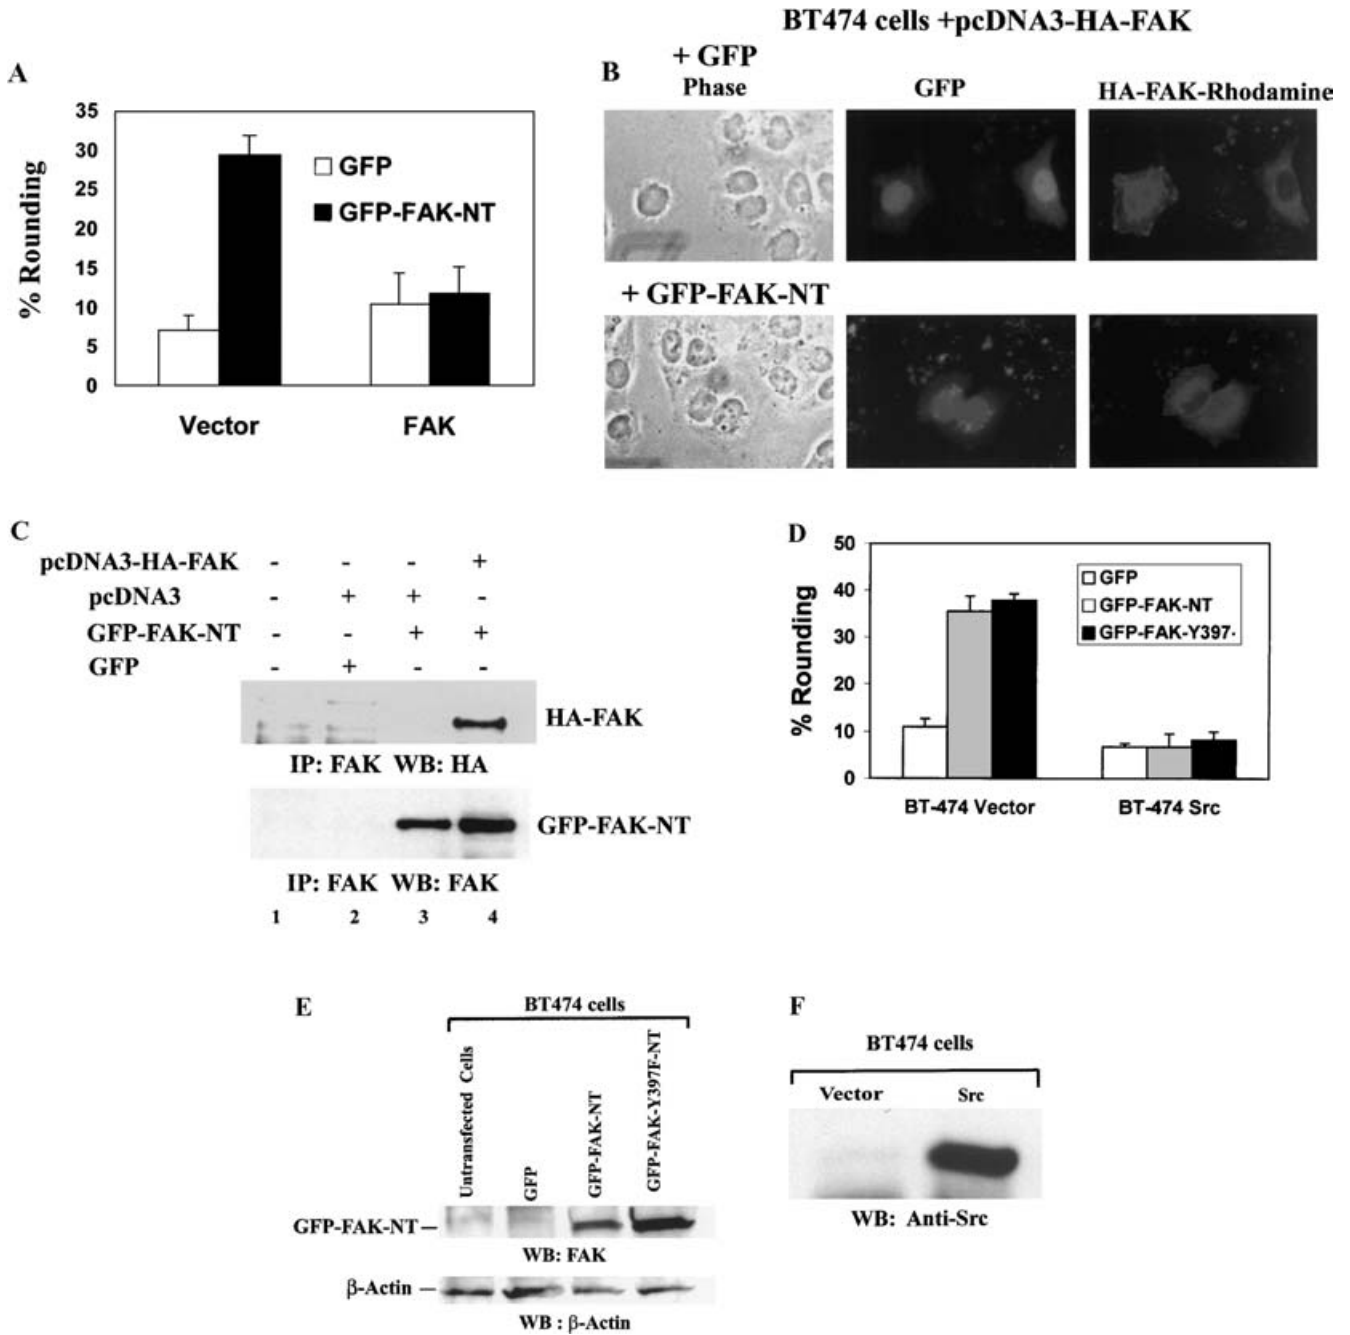 BT474 cells +pcDNA3-HA-FAK
A
% Rounding
35
30
25
20
15
10
5
0
GFP
GFP-FAK-NT
Vector
FAK
B
+ GFP
Phase
GFP
HA-FAK-Rhodamine
+ GFP-FAK-NT
C
pcDNA3-HA-FAK - - - +
pcDNA3 - + + -
GFP-FAK-NT - - + +
GFP - + - -
HA-FAK
IP: FAK WB: HA
GFP-FAK-NT
IP: FAK WB: FAK
1 2 3 4
D
% Rounding
50
40
30
20
10
0
GFP
GFP-FAK-NT
GFP-FAK-Y397-
BT-474 Vector
BT-474 Src
E
BT474 cells
Untransfected Cells
GFP
GFP-FAK-NT
GFP-FAK-Y397F-NT
GFP-FAK-NT
WB: FAK
β-Actin
WB : β-Actin
F
BT474 cells
Vector Src
WB: Anti-Src